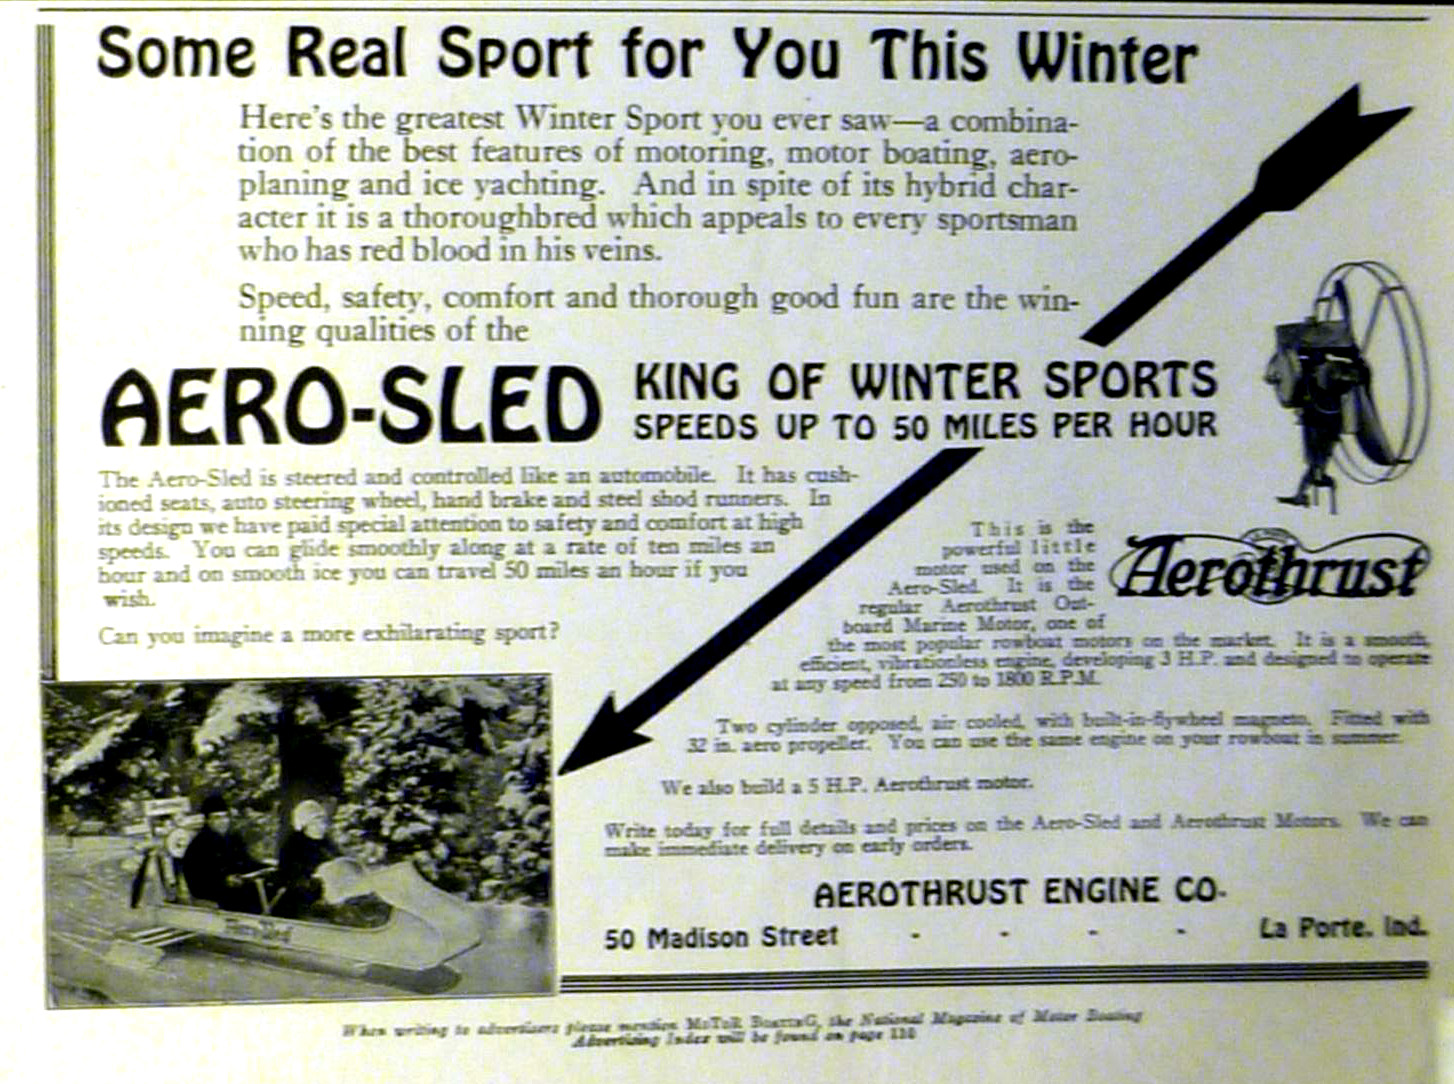 Some Real Sport for You This Winter
Here's the greatest Winter Sport you ever saw—a combina-
tion of the best features of motoring, motor boating, aero-
planing and ice yachting. And in spite of its hybrid char-
acter it is a thoroughbred which appeals to every sportsman
who has red blood in his veins.
Speed, safety, comfort and thorough good fun are the win-
ning qualities of the
AERO-SLED
KING OF WINTER SPORTS
SPEEDS UP TO 50 MILES PER HOUR
The Aero-Sled is steered and controlled like an automobile. It has cush-
ioned seats, auto steering wheel, hand brake and steel shod runners. In
its design we have paid special attention to safety and comfort at high
speeds. You can glide smoothly along at a rate of ten miles an
hour and on smooth ice you can travel 50 miles an hour if you
wish.
Can you imagine a more exhilarating sport?
Aerothrust
This is the
powerful little
motor used on the
Aero-Sled. It is the
regular Aerothrust Out-
board Marine Motor, one of
the most popular rowboat motors on the market. It is a smooth,
efficient, vibrationless engine, developing 3 H.P. and designed to operate
at any speed from 250 to 1800 R.P.M.
Two cylinder opposed, air cooled, with built-in-flywheel magneto. Fitted with
32 in. aero propeller. You can use the same engine on your rowboat in summer.
We also build a 5 H.P. Aerothrust motor.
Write today for full details and prices on the Aero-Sled and Aerothrust Motors. We can
make immediate delivery on early orders.
AEROTHRUST ENGINE CO.
50 Madison Street - - - - La Porte, Ind.
Aero-Sled
When writing to advertisers please mention MoToR BoatinG, the National Magazine of Motor Boating
Advertising Index will be found on page